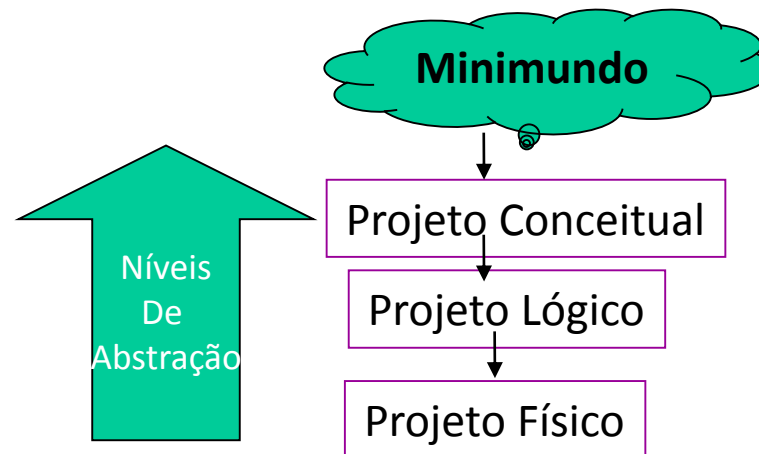 Minimundo
Projeto Conceitual
Projeto Lógico
Projeto Físico
Níveis
De
Abstração